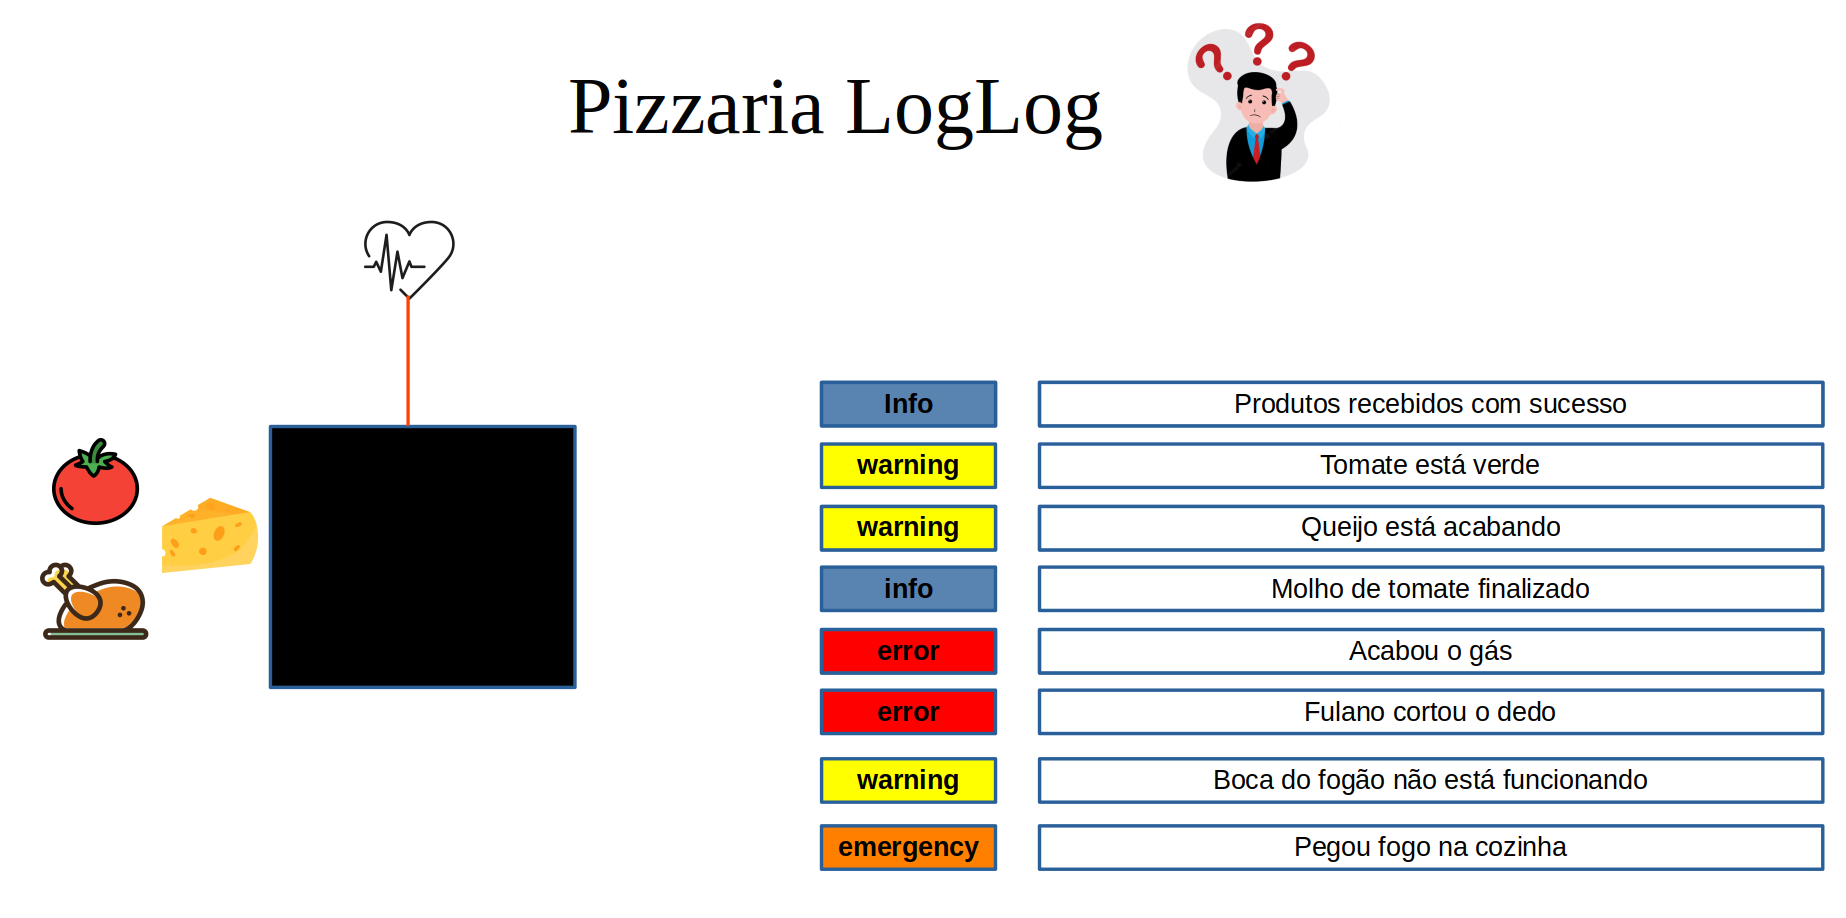 Pizzaria LogLog
Info Produtos recebidos com sucesso
warning Tomate está verde
warning Queijo está acabando
info Molho de tomate finalizado
error Acabou o gás
error Fulano cortou o dedo
warning Boca do fogão não está funcionando
emergency Pegou fogo na cozinha